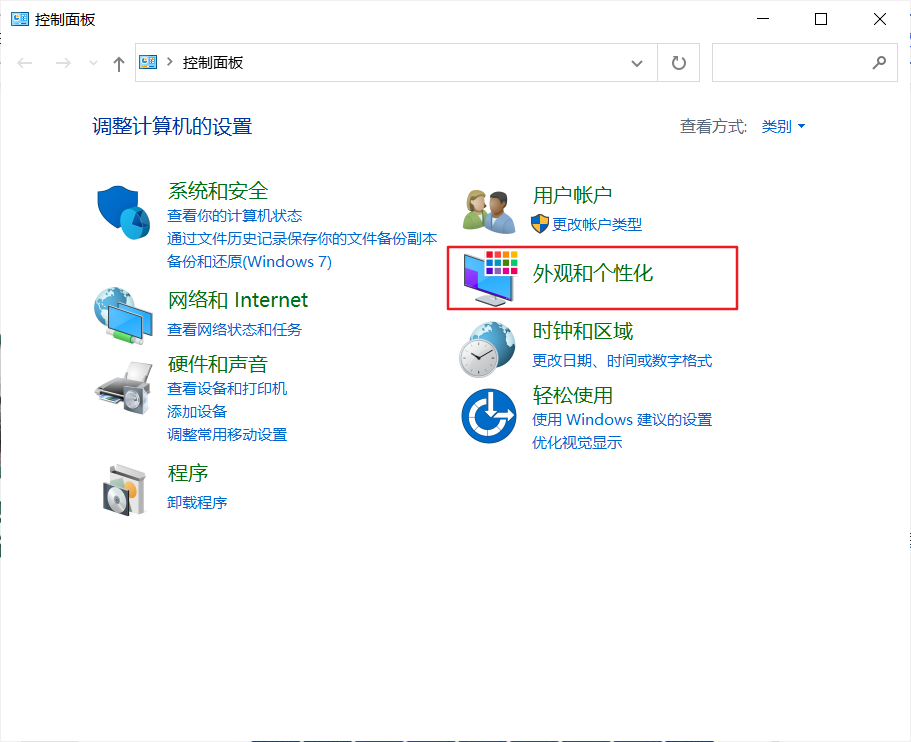 控制面板
控制面板
调整计算机的设置
查看方式: 类别
系统和安全
查看你的计算机状态
通过文件历史记录保存你的文件备份副本
备份和还原(Windows 7)
网络和 Internet
查看网络状态和任务
硬件和声音
查看设备和打印机
添加设备
调整常用移动设置
程序
卸载程序
用户帐户
更改帐户类型
外观和个性化
时钟和区域
更改日期、时间或数字格式
轻松使用
使用 Windows 建议的设置
优化视觉显示